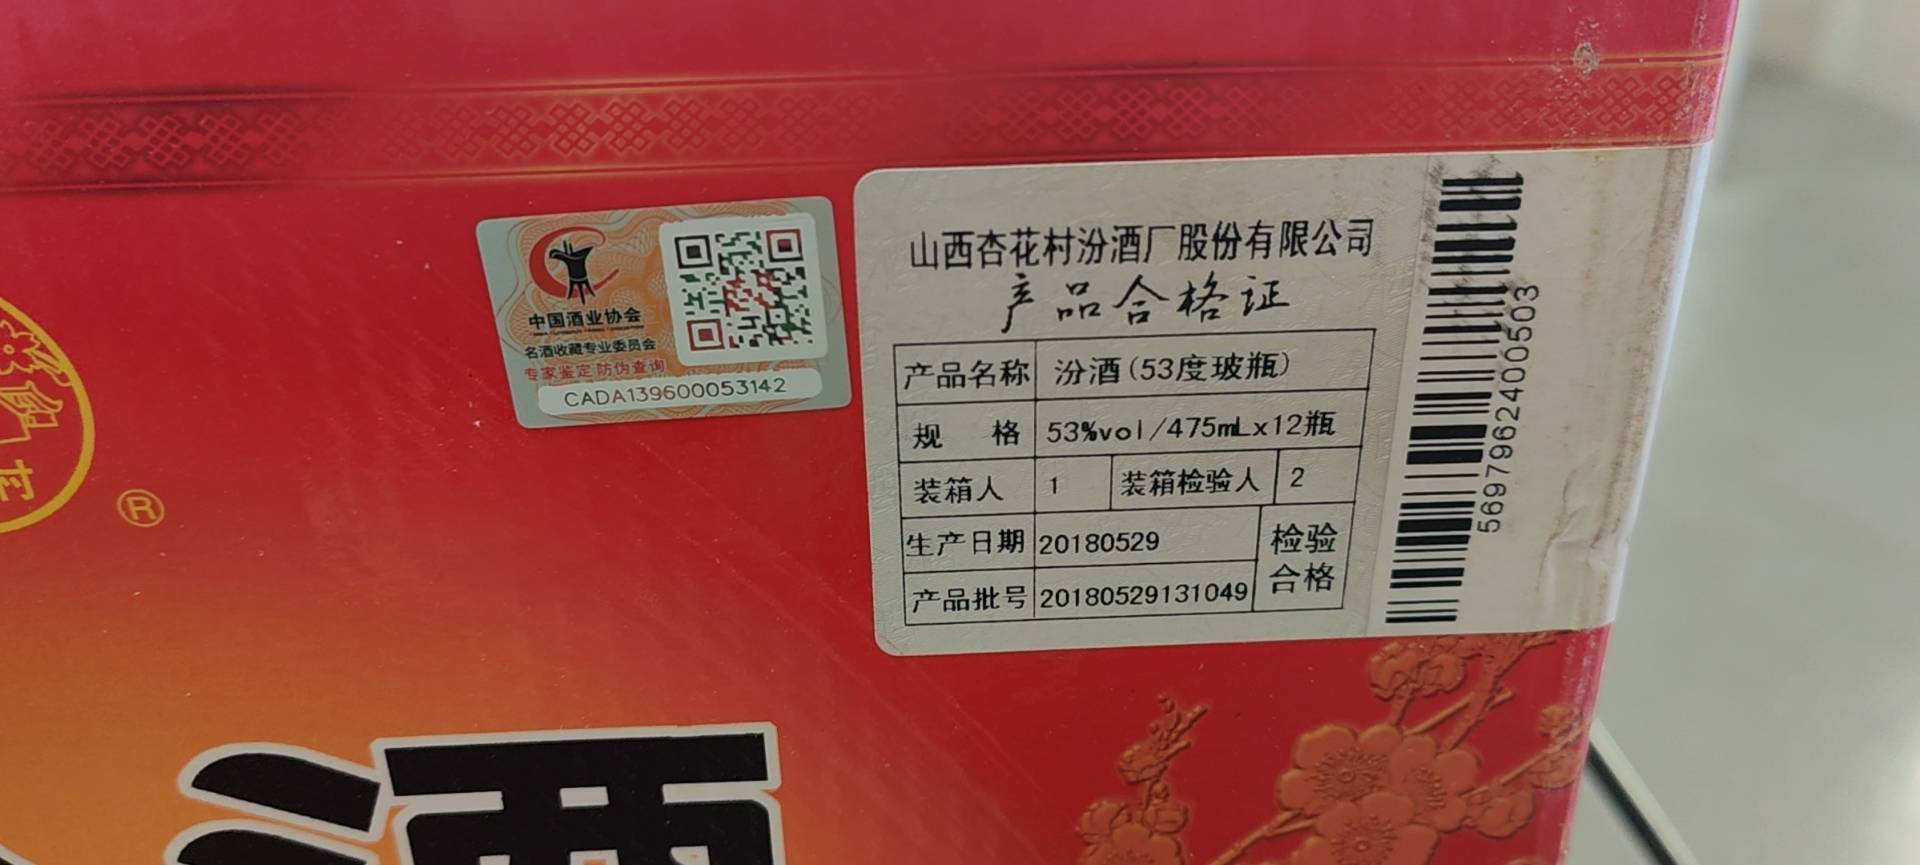 中国酒业协会
名酒收藏专业委员会
专家鉴定 防伪查询
CADA139600053142
山西杏花村汾酒厂股份有限公司
产品合格证
产品名称 汾酒(53度玻瓶)
规 格 53%vol/475mLx12瓶
装箱人 1 装箱检验人 2
生产日期 20180529 检验
产品批号 20180529131049 合格
569796240​0503
村
®
酒